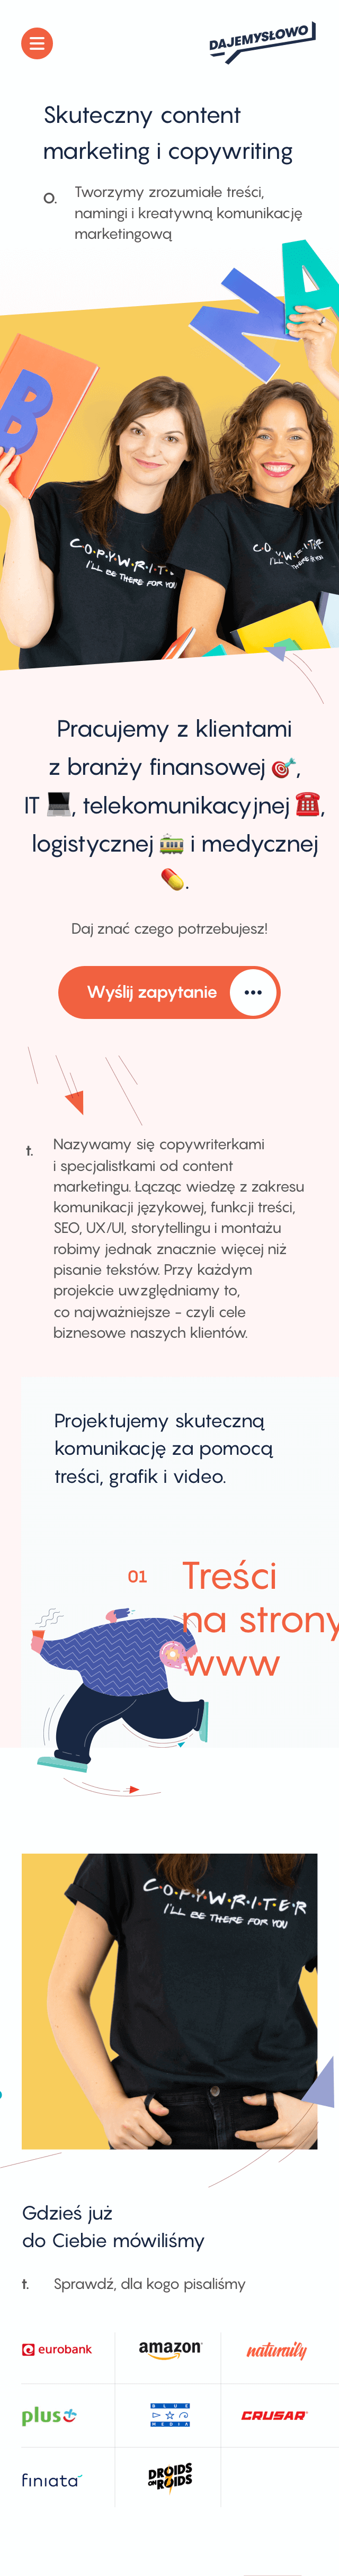 DAJEMYSŁOWO
Skuteczny content
marketing i copywriting
O.
Tworzymy zrozumiałe treści,
namingi i kreatywną komunikację
marketingową
N
A
B
C·O·P·Y·W·R·I·T·
I'LL BE THERE FOR YOU
Pracujemy z klientami
z branży finansowej 🎯,
IT 💻, telekomunikacyjnej ☎️,
logistycznej 🚋 i medycznej
💊.
Daj znać czego potrzebujesz!
Wyślij zapytanie
t.
Nazywamy się copywriterkami
i specjalistkami od content
marketingu. Łącząc wiedzę z zakresu
komunikacji językowej, funkcji treści,
SEO, UX/UI, storytellingu i montażu
robimy jednak znacznie więcej niż
pisanie tekstów. Przy każdym
projekcie uwzględniamy to,
co najważniejsze - czyli cele
biznesowe naszych klientów.
Projektujemy skuteczną
komunikację za pomocą
treści, grafik i video.
01
Treści
na strony
www
C·O·P·Y·W·R·I·T·E·R
I'LL BE THERE FOR YOU
Gdzieś już
do Ciebie mówiliśmy
t.
Sprawdź, dla kogo pisaliśmy
eurobank
amazon
naturaily
plus
BLUE
MEDIA
CRUSAR
finiata
DROIDS
ON ROIDS